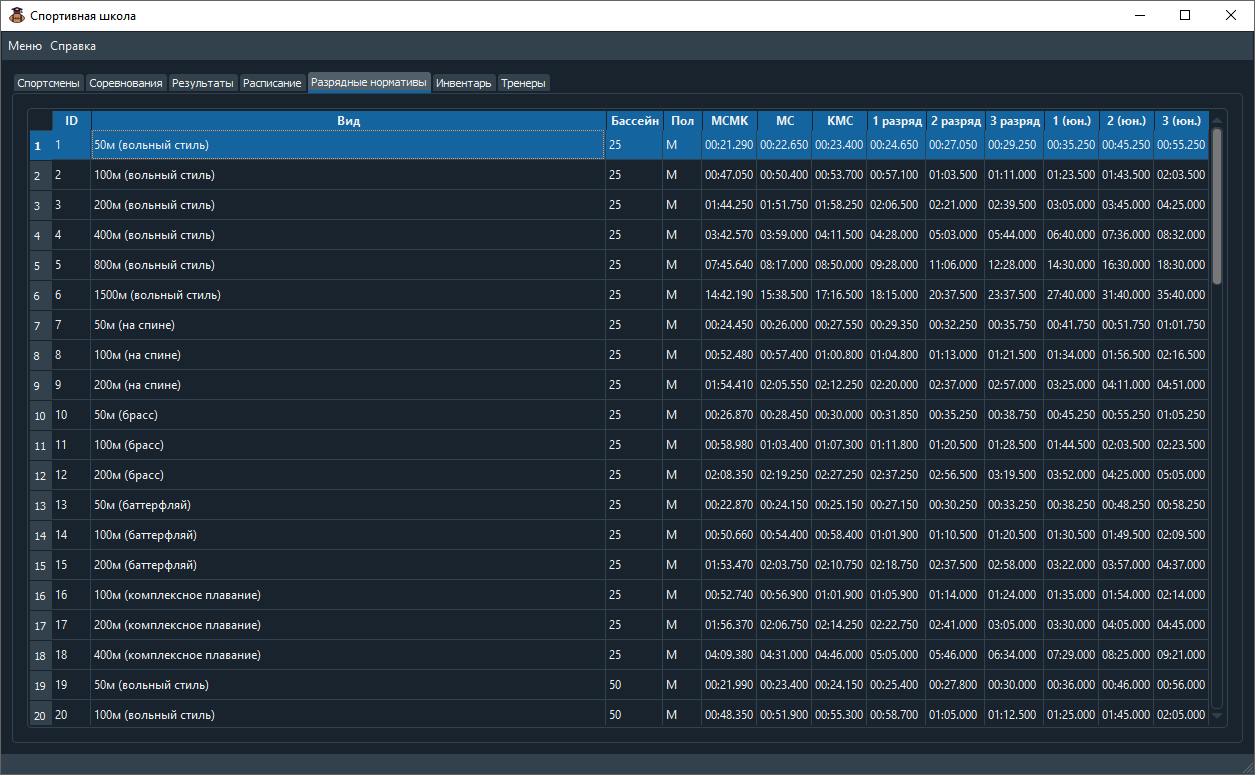 Спортивная школа
Меню Справка
Спортсмены Соревнования Результаты Расписание Разрядные нормативы Инвентарь Тренеры
ID Вид Бассейн Пол МСМК МС КМС 1 разряд 2 разряд 3 разряд 1 (юн.) 2 (юн.) 3 (юн.)
1 1 50м (вольный стиль) 25 М 00:21.290 00:22.650 00:23.400 00:24.650 00:27.050 00:29.250 00:35.250 00:45.250 00:55.250
2 2 100м (вольный стиль) 25 М 00:47.050 00:50.400 00:53.700 00:57.100 01:03.500 01:11.000 01:23.500 01:43.500 02:03.500
3 3 200м (вольный стиль) 25 М 01:44.250 01:51.750 01:58.250 02:06.500 02:21.000 02:39.500 03:05.000 03:45.000 04:25.000
4 4 400м (вольный стиль) 25 М 03:42.570 03:59.000 04:11.500 04:28.000 05:03.000 05:44.000 06:40.000 07:36.000 08:32.000
5 5 800м (вольный стиль) 25 М 07:45.640 08:17.000 08:50.000 09:28.000 11:06.000 12:28.000 14:30.000 16:30.000 18:30.000
6 6 1500м (вольный стиль) 25 М 14:42.190 15:38.500 17:16.500 18:15.000 20:37.500 23:37.500 27:40.000 31:40.000 35:40.000
7 7 50м (на спине) 25 М 00:24.450 00:26.000 00:27.550 00:29.350 00:32.250 00:35.750 00:41.750 00:51.750 01:01.750
8 8 100м (на спине) 25 М 00:52.480 00:57.400 01:00.800 01:04.800 01:13.000 01:21.500 01:34.000 01:56.500 02:16.500
9 9 200м (на спине) 25 М 01:54.410 02:05.550 02:12.250 02:20.000 02:37.000 02:57.000 03:25.000 04:11.000 04:51.000
10 10 50м (брасс) 25 М 00:26.870 00:28.450 00:30.000 00:31.850 00:35.250 00:38.750 00:45.250 00:55.250 01:05.250
11 11 100м (брасс) 25 М 00:58.980 01:03.400 01:07.300 01:11.800 01:20.500 01:28.500 01:44.500 02:03.500 02:23.500
12 12 200м (брасс) 25 М 02:08.350 02:19.250 02:27.250 02:37.250 02:56.500 03:19.500 03:52.000 04:25.000 05:05.000
13 13 50м (баттерфляй) 25 М 00:22.870 00:24.150 00:25.150 00:27.150 00:30.250 00:33.250 00:38.250 00:48.250 00:58.250
14 14 100м (баттерфляй) 25 М 00:50.660 00:54.400 00:58.400 01:01.900 01:10.500 01:20.500 01:30.500 01:49.500 02:09.500
15 15 200м (баттерфляй) 25 М 01:53.470 02:03.750 02:10.750 02:18.750 02:37.500 02:58.000 03:22.000 03:57.000 04:37.000
16 16 100м (комплексное плавание) 25 М 00:52.740 00:56.900 01:01.900 01:05.900 01:14.000 01:24.000 01:35.000 01:54.000 02:14.000
17 17 200м (комплексное плавание) 25 М 01:56.370 02:06.750 02:14.250 02:22.750 02:41.000 03:05.000 03:30.000 04:05.000 04:45.000
18 18 400м (комплексное плавание) 25 М 04:09.380 04:31.000 04:46.000 05:05.000 05:46.000 06:34.000 07:29.000 08:25.000 09:21.000
19 19 50м (вольный стиль) 50 М 00:21.990 00:23.400 00:24.150 00:25.400 00:27.800 00:30.000 00:36.000 00:46.000 00:56.000
20 20 100м (вольный стиль) 50 М 00:48.350 00:51.900 00:55.300 00:58.700 01:05.000 01:12.500 01:25.000 01:45.000 02:05.000